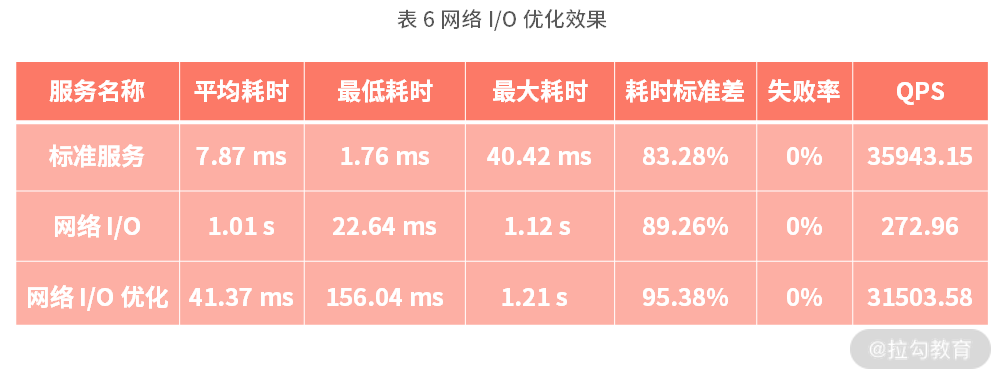 表 6 网络 I/O 优化效果
服务名称 平均耗时 最低耗时 最大耗时 耗时标准差 失败率 QPS
标准服务 7.87 ms 1.76 ms 40.42 ms 83.28% 0% 35943.15
网络 I/O 1.01 s 22.64 ms 1.12 s 89.26% 0% 272.96
网络 I/O 优化 41.37 ms 156.04 ms 1.21 s 95.38% 0% 31503.58
@拉勾教育